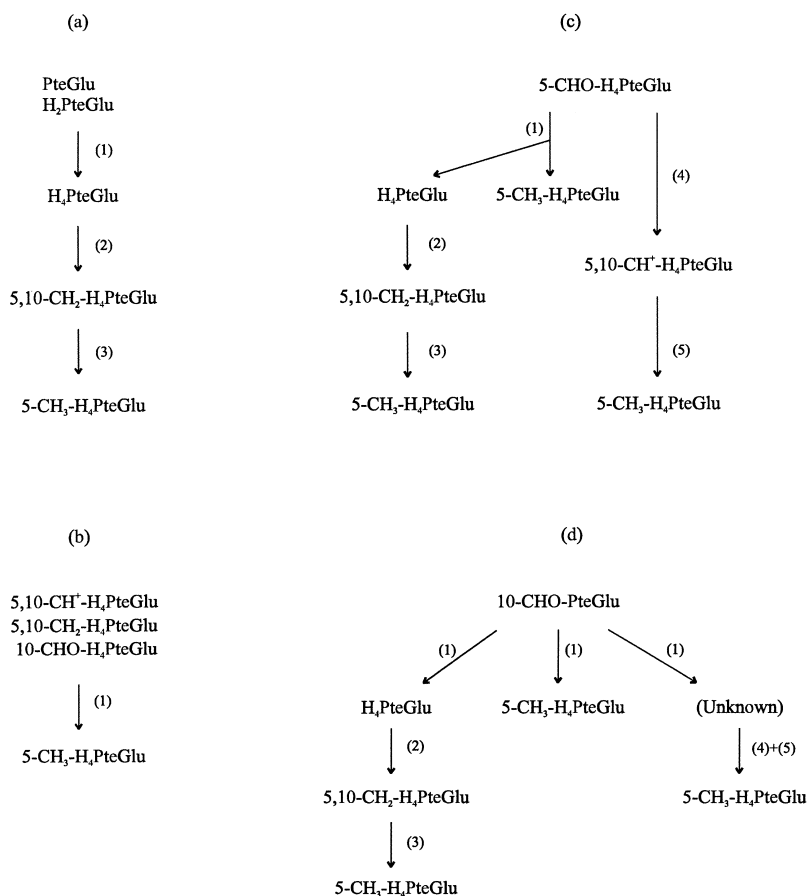 (a)
PteGlu
H₂PteGlu
(1)
H₄PteGlu
(2)
5,10-CH₂-H₄PteGlu
(3)
5-CH₃-H₄PteGlu
(c)
5-CHO-H₄PteGlu
(1)
(4)
H₄PteGlu
5-CH₃-H₄PteGlu
(2)
5,10-CH⁺-H₄PteGlu
5,10-CH₂-H₄PteGlu
(3)
(5)
5-CH₃-H₄PteGlu
5-CH₃-H₄PteGlu
(b)
5,10-CH⁺-H₄PteGlu
5,10-CH₂-H₄PteGlu
10-CHO-H₄PteGlu
(1)
5-CH₃-H₄PteGlu
(d)
10-CHO-PteGlu
(1)
(1)
(1)
H₄PteGlu
5-CH₃-H₄PteGlu
(Unknown)
(2)
(4)+(5)
5,10-CH₂-H₄PteGlu
5-CH₃-H₄PteGlu
(3)
5-CH₃-H₄PteGlu